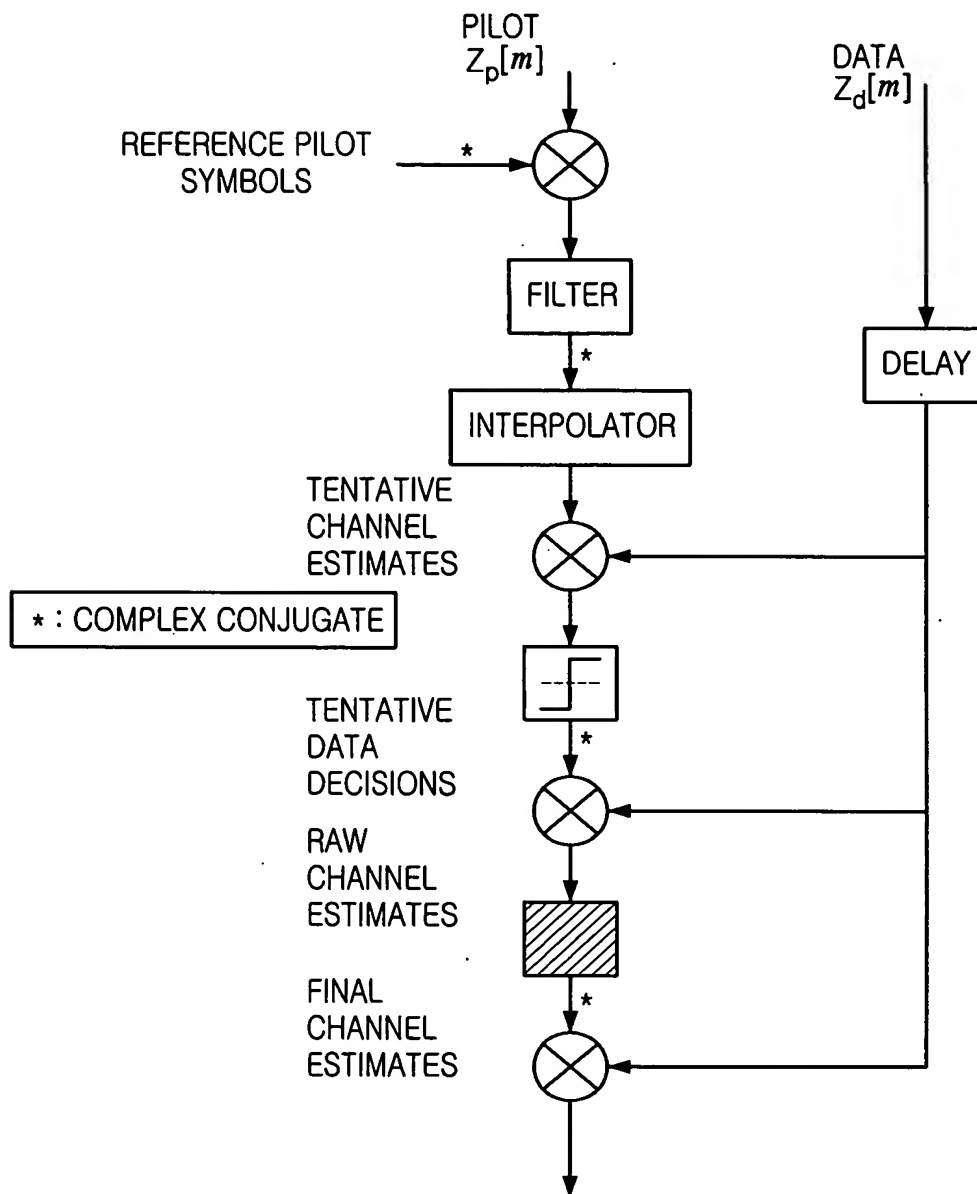 PILOT
Zp[m]
DATA
Zd[m]
REFERENCE PILOT
SYMBOLS
*
FILTER
*
DELAY
INTERPOLATOR
TENTATIVE
CHANNEL
ESTIMATES
* : COMPLEX CONJUGATE
TENTATIVE
DATA
DECISIONS
*
RAW
CHANNEL
ESTIMATES
FINAL
CHANNEL
ESTIMATES
*